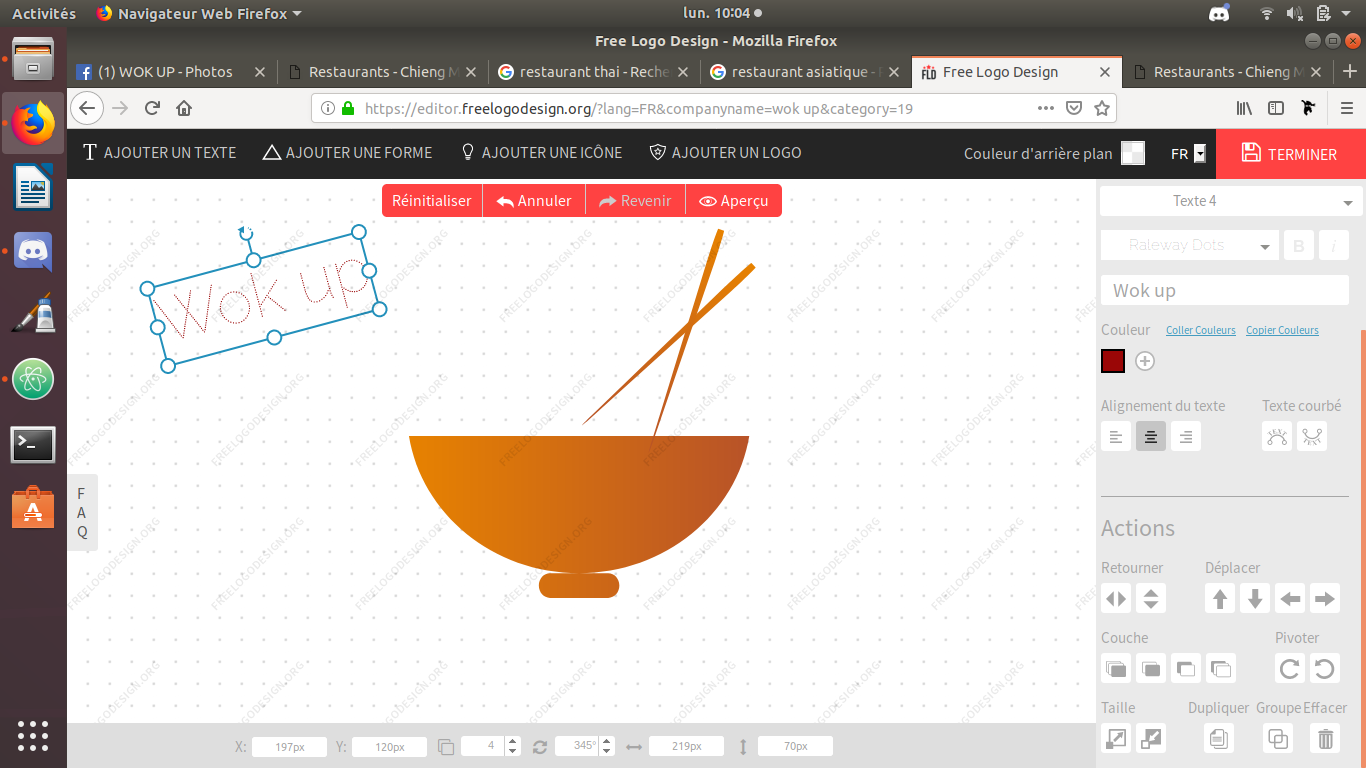 Activités
Navigateur Web Firefox
lun. 10:04
Free Logo Design - Mozilla Firefox
(1) WOK UP - Photos
Restaurants - Chieng M
restaurant thai - Reche
restaurant asiatique - R
Free Logo Design
Restaurants - Chieng M
https://editor.freelogodesign.org/?lang=FR&companyname=wok up&category=19
AJOUTER UN TEXTE
AJOUTER UNE FORME
AJOUTER UNE ICÔNE
AJOUTER UN LOGO
Couleur d'arrière plan
FR
TERMINER
Réinitialiser
Annuler
Revenir
Aperçu
Texte 4
Raleway Dots
B
i
Wok up
Wok up
Couleur
Coller Couleurs
Copier Couleurs
Alignement du texte
Texte courbé
F
A
Q
Actions
Retourner
Déplacer
Couche
Pivoter
Taille
Dupliquer
Groupe
Effacer
X:
197px
Y:
120px
4
345°
219px
70px
FREELOGODESIGN.ORG